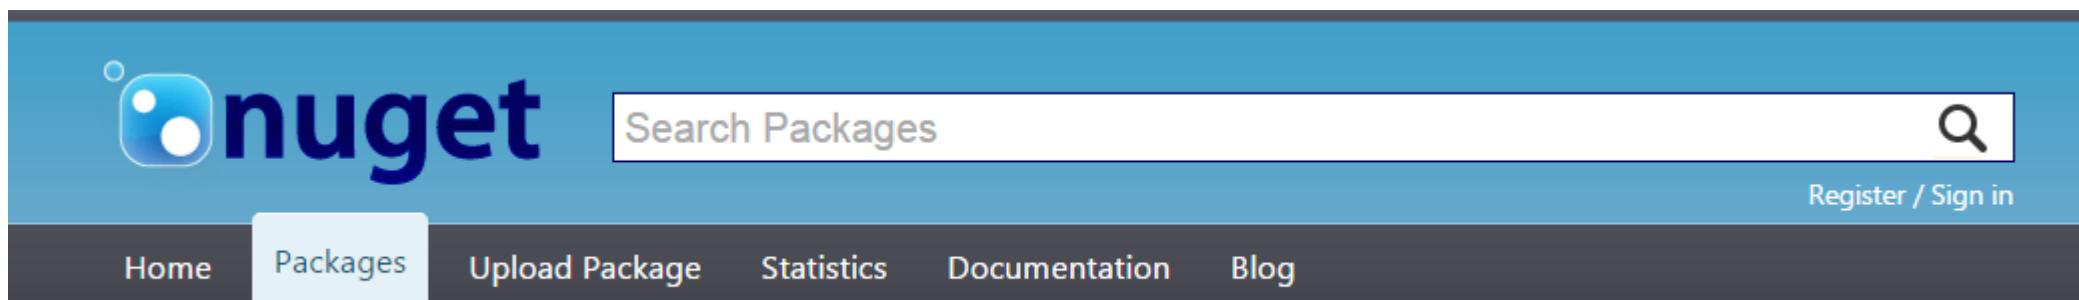 nuget
Search Packages
Register / Sign in
Home Packages Upload Package Statistics Documentation Blog